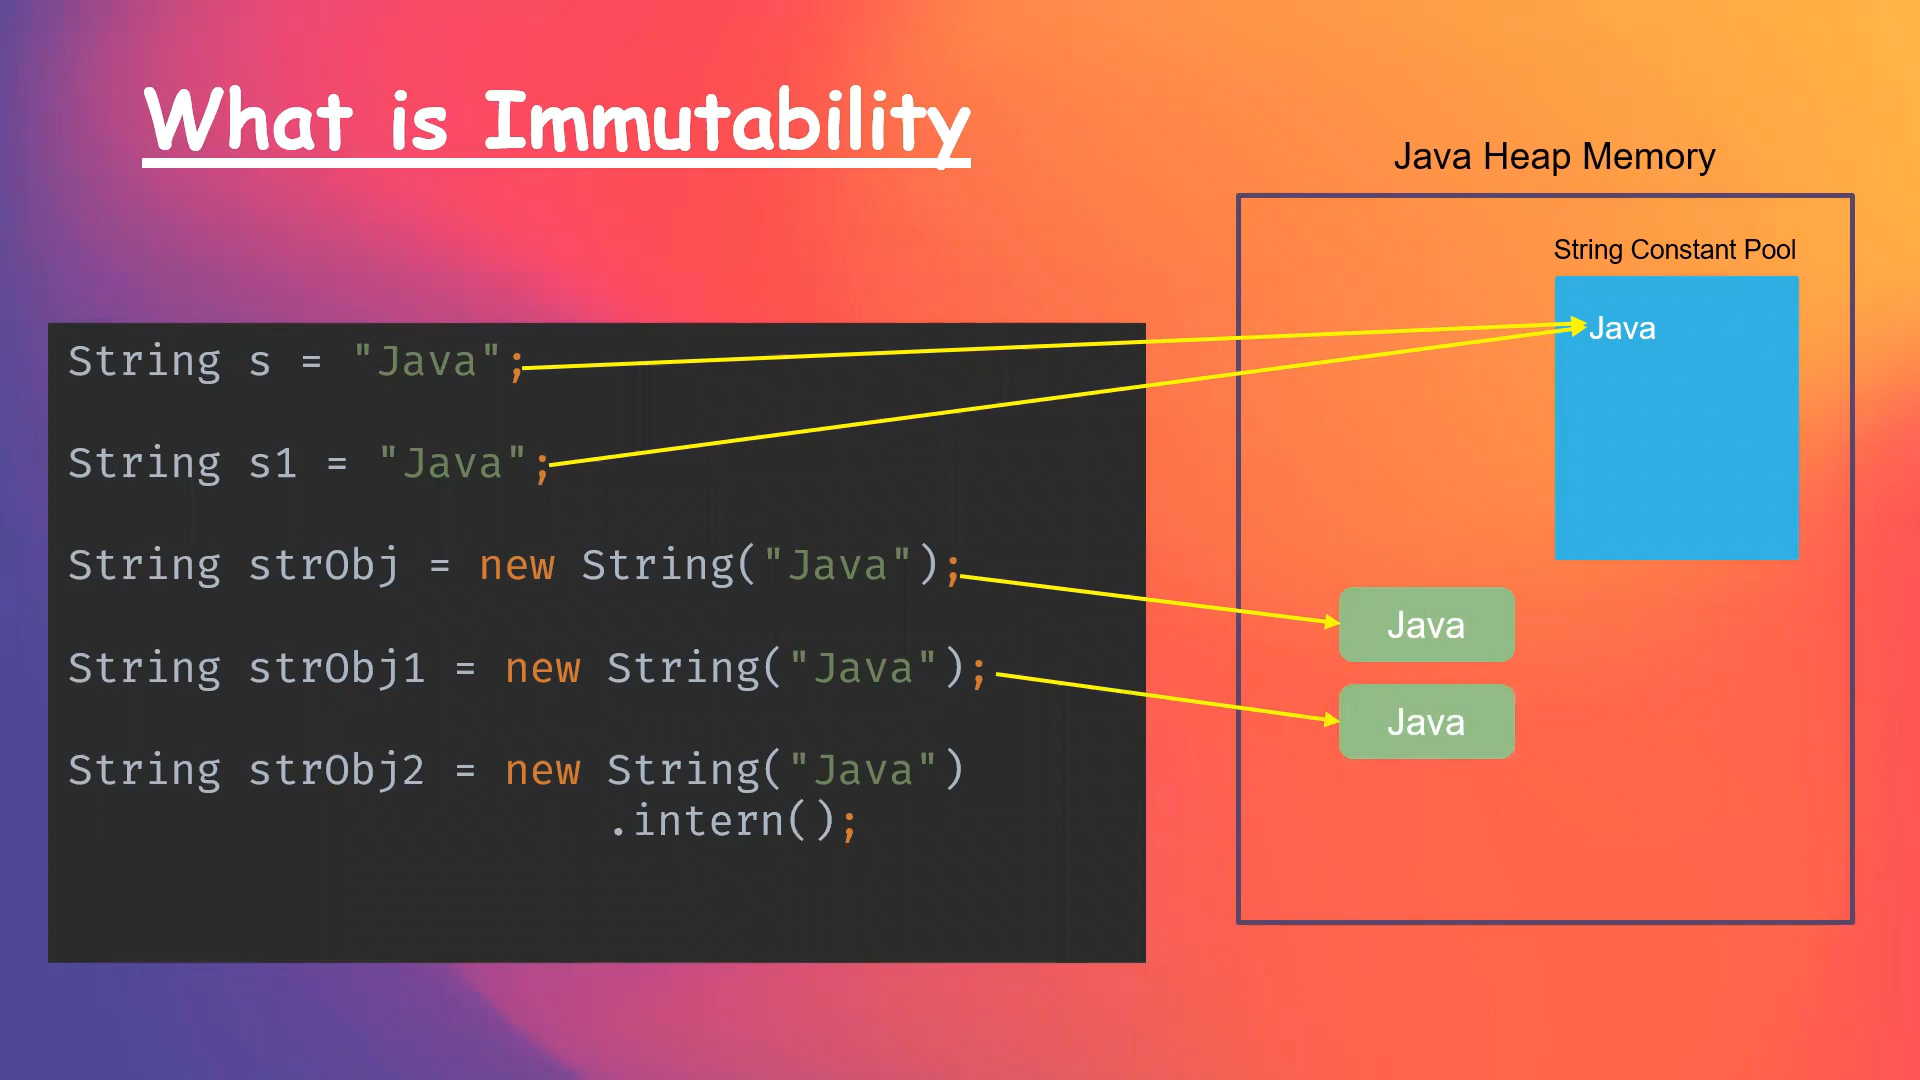 What is Immutability
Java Heap Memory
String Constant Pool
Java
String s = "Java";
String s1 = "Java";
String strObj = new String("Java");
String strObj1 = new String("Java");
String strObj2 = new String("Java")
.intern();
Java
Java